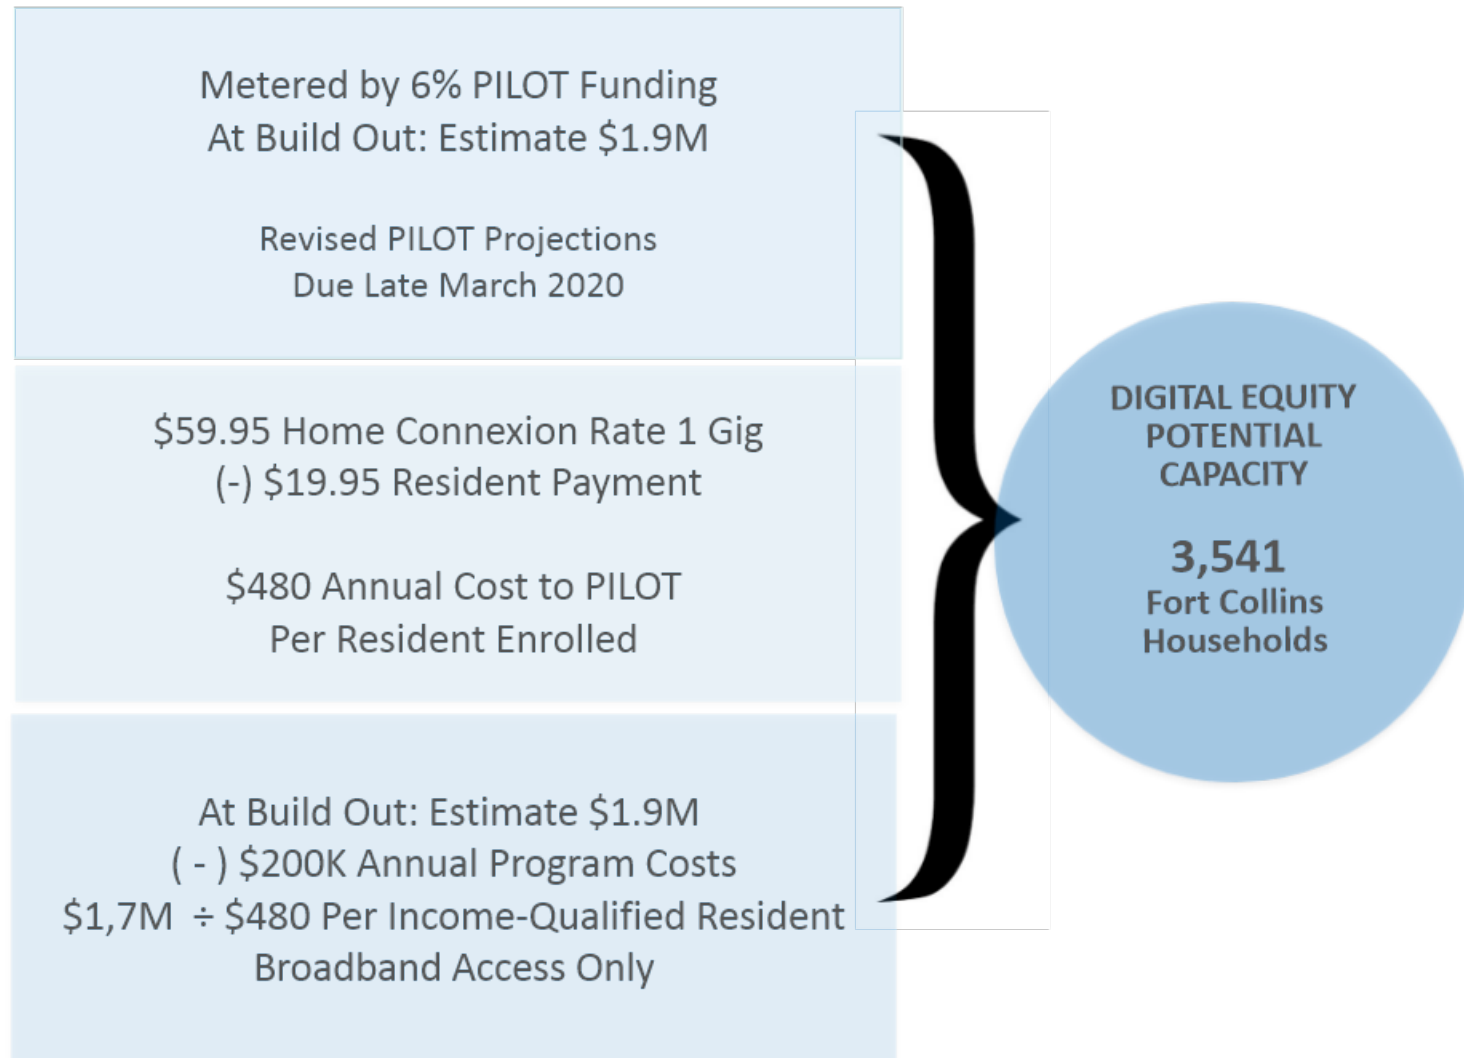 Metered by 6% PILOT Funding
At Build Out: Estimate $1.9M
Revised PILOT Projections
Due Late March 2020
$59.95 Home Connexion Rate 1 Gig
(-) $19.95 Resident Payment
$480 Annual Cost to PILOT
Per Resident Enrolled
At Build Out: Estimate $1.9M
( - ) $200K Annual Program Costs
$1,7M ÷ $480 Per Income-Qualified Resident
Broadband Access Only
DIGITAL EQUITY
POTENTIAL
CAPACITY
3,541
Fort Collins
Households